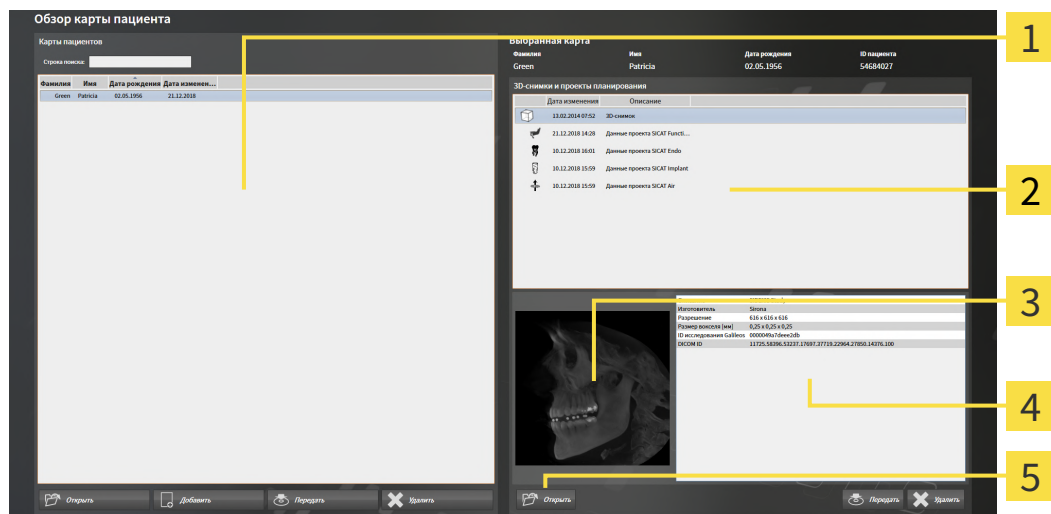 Обзор карты пациента
Карты пациентов
Строка поиска:
Фамилия Имя Дата рождения Дата изменен...
Green Patricia 02.05.1956 21.12.2018
Открыть Добавить Передать Удалить
Выбранная карта
Фамилия Имя Дата рождения ID пациента
Green Patricia 02.05.1956 54684027
3D-снимки и проекты планирования
Дата изменения Описание
13.02.2014 07:52 3D-снимок
21.12.2018 14:28 Данные проекта SICAT Functi...
10.12.2018 16:01 Данные проекта SICAT Endo
10.12.2018 15:59 Данные проекта SICAT Implant
10.12.2018 15:59 Данные проекта SICAT Air
Изготовитель Sirona
Разрешение 616 x 616 x 616
Размер вокселя [мм] 0,25 x 0,25 x 0,25
ID исследования Galileos 0000049a7deee2db
DICOM ID 11725.58396.53237.17697.37719.22964.27850.14376.100
Открыть Передать Удалить
1
2
3
4
5